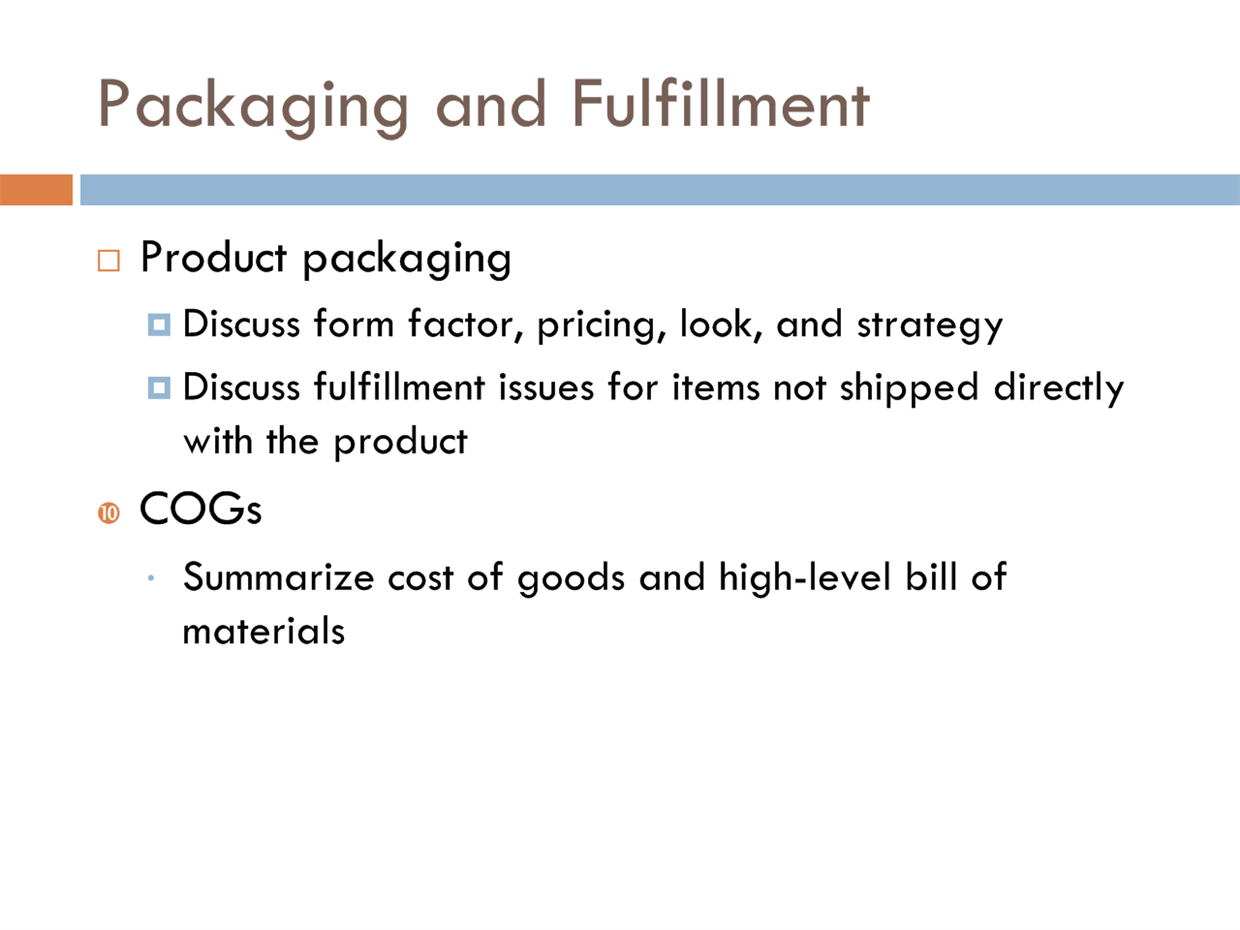 Packaging and Fulfillment
Product packaging
Discuss form factor, pricing, look, and strategy
Discuss fulfillment issues for items not shipped directly
with the product
❿ COGs
• Summarize cost of goods and high-level bill of
materials